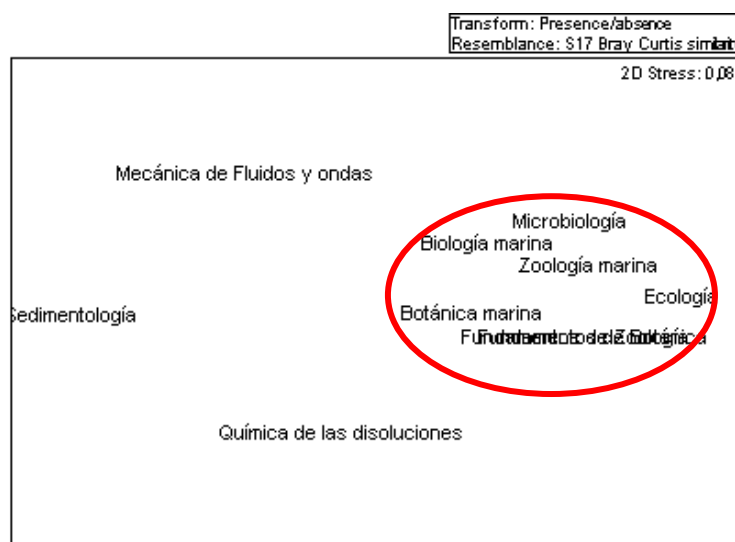 Transform: Presence/absence
Resemblance: S17 Bray Curtis
2D Stress: 0,08
Mecánica de Fluidos y ondas
Microbiología
Biología marina
Zoología marina
Ecología
Sedimentología
Botánica marina
Química de las disoluciones